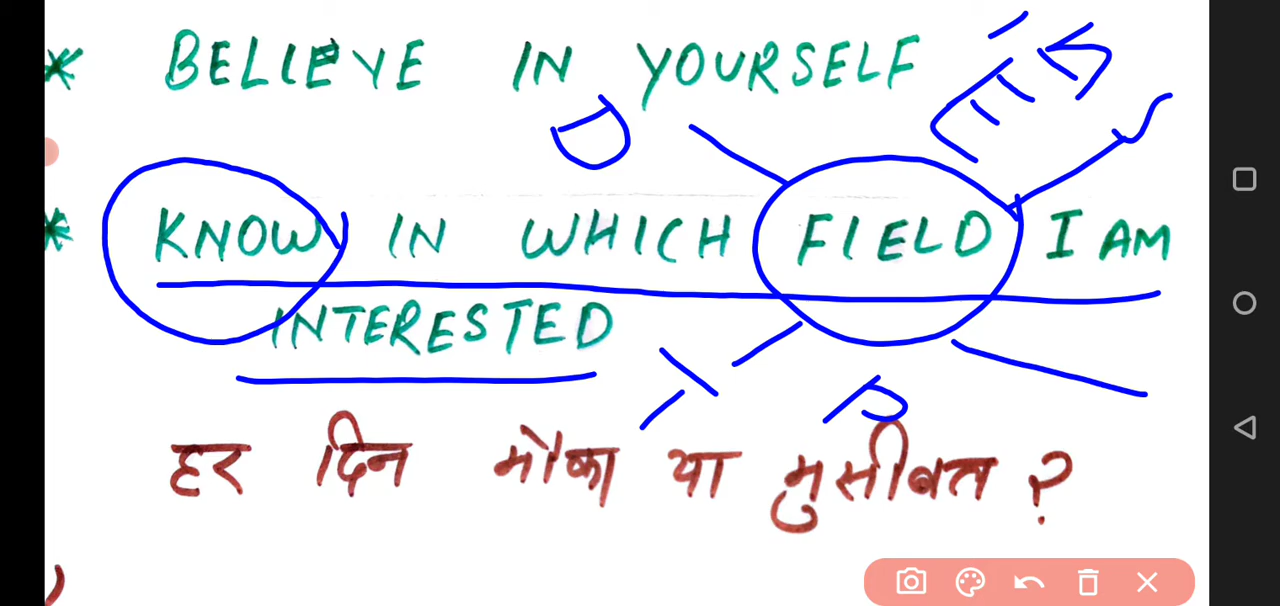 * BELIEVE IN YOURSELF
* KNOW IN WHICH FIELD I AM
INTERESTED
हर दिन मौका या मुसीबत ?